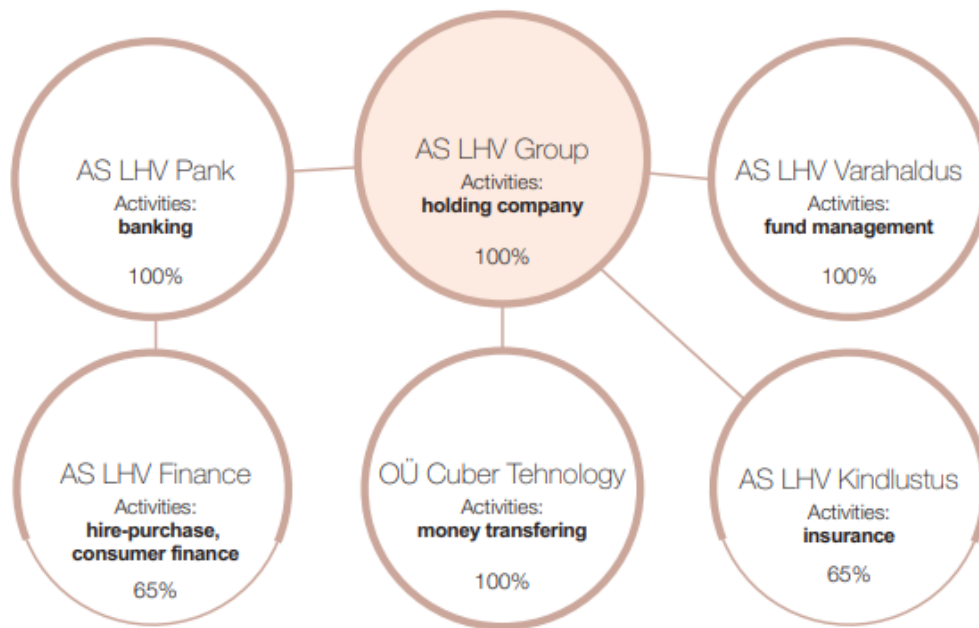 AS LHV Pank
Activities:
banking
100%
AS LHV Group
Activities:
holding company
100%
AS LHV Varahaldus
Activities:
fund management
100%
AS LHV Finance
Activities:
hire-purchase,
consumer finance
65%
OÜ Cuber Tehnology
Activities:
money transfering
100%
AS LHV Kindlustus
Activities:
insurance
65%